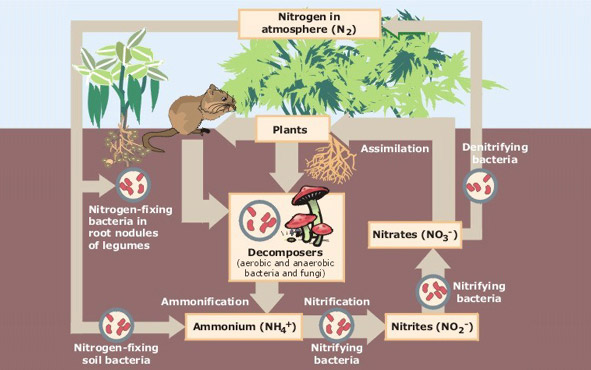 Nitrogen in
atmosphere (N₂)
Plants
Assimilation
Denitrifying
bacteria
Nitrogen-fixing
bacteria in
root nodules
of legumes
Decomposers
(aerobic and anaerobic
bacteria and fungi)
Nitrates (NO₃⁻)
Ammonification
Nitrification
Nitrifying
bacteria
Ammonium (NH₄⁺)
Nitrites (NO₂⁻)
Nitrogen-fixing
soil bacteria
Nitrifying
bacteria